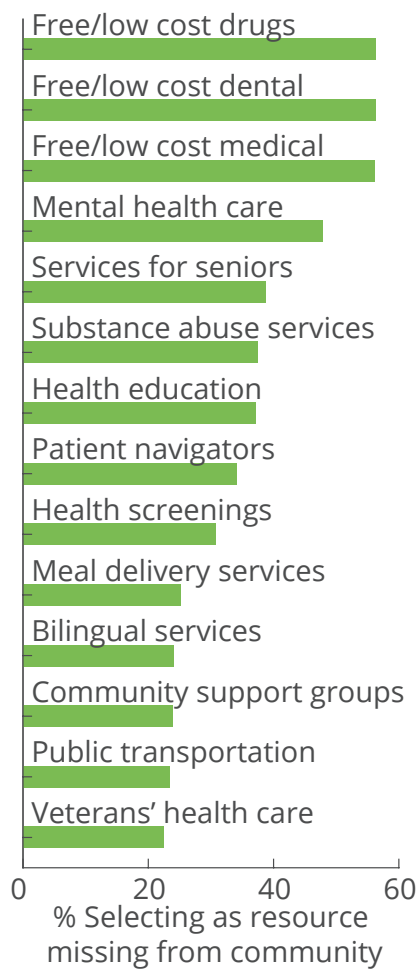 Free/low cost drugs
Free/low cost dental
Free/low cost medical
Mental health care
Services for seniors
Substance abuse services
Health education
Patient navigators
Health screenings
Meal delivery services
Bilingual services
Community support groups
Public transportation
Veterans’ health care
0 20 40 60
% Selecting as resource
missing from community